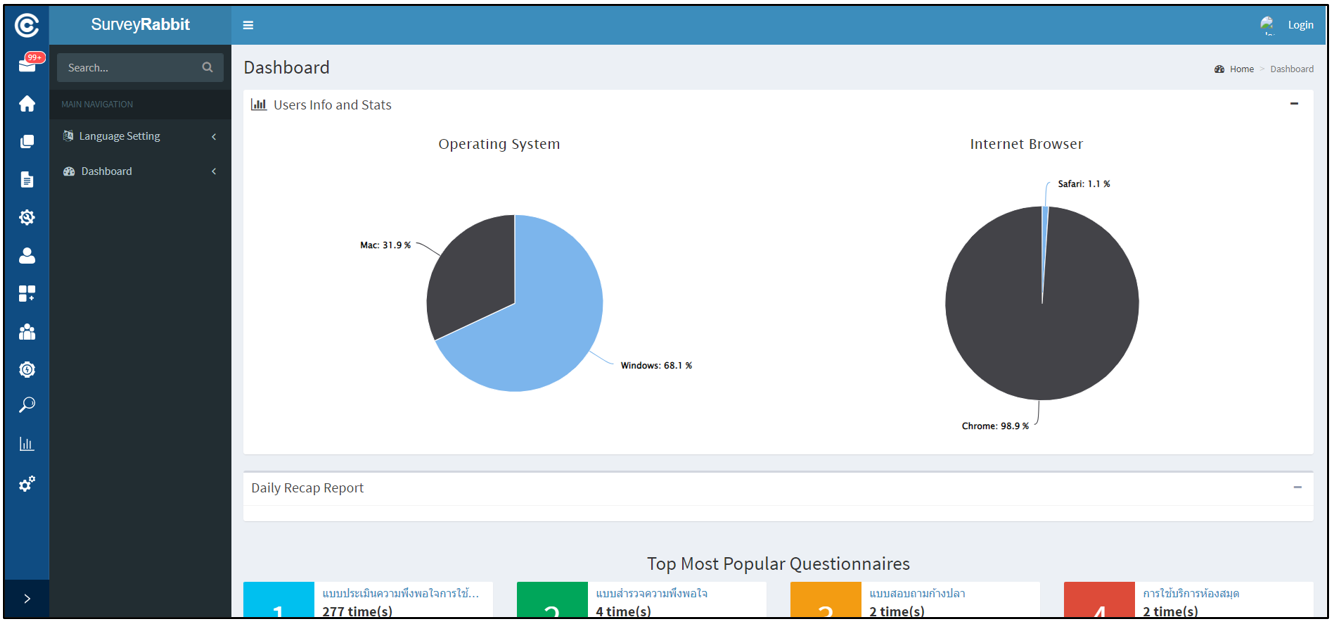 SurveyRabbit
Login
99+
Search...
Dashboard
Home > Dashboard
MAIN NAVIGATION
Users Info and Stats
Language Setting
Dashboard
Operating System
Internet Browser
Safari: 1.1 %
Mac: 31.9 %
Windows: 68.1 %
Chrome: 98.9 %
Daily Recap Report
Top Most Popular Questionnaires
1
แบบประเมินความพึงพอใจการใช้...
277 time(s)
2
แบบสำรวจความพึงพอใจ
4 time(s)
3
แบบสอบถามก้างปลา
2 time(s)
4
การใช้บริการห้องสมุด
2 time(s)